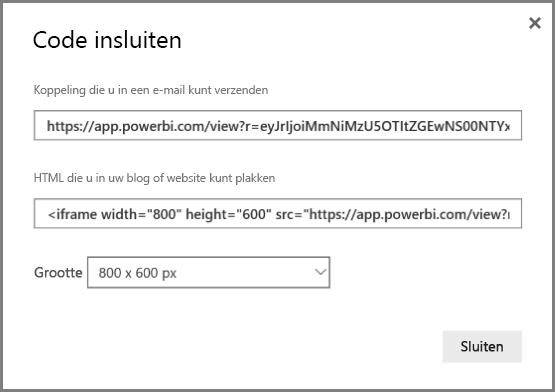 Code insluiten
Koppeling die u in een e-mail kunt verzenden
https://app.powerbi.com/view?r=eyJrIjoiMmNiMzU5OTItZGEwNS00NTYx
HTML die u in uw blog of website kunt plakken
<iframe width="800" height="600" src="https://app.powerbi.com/view?r
Grootte 800 x 600 px
Sluiten